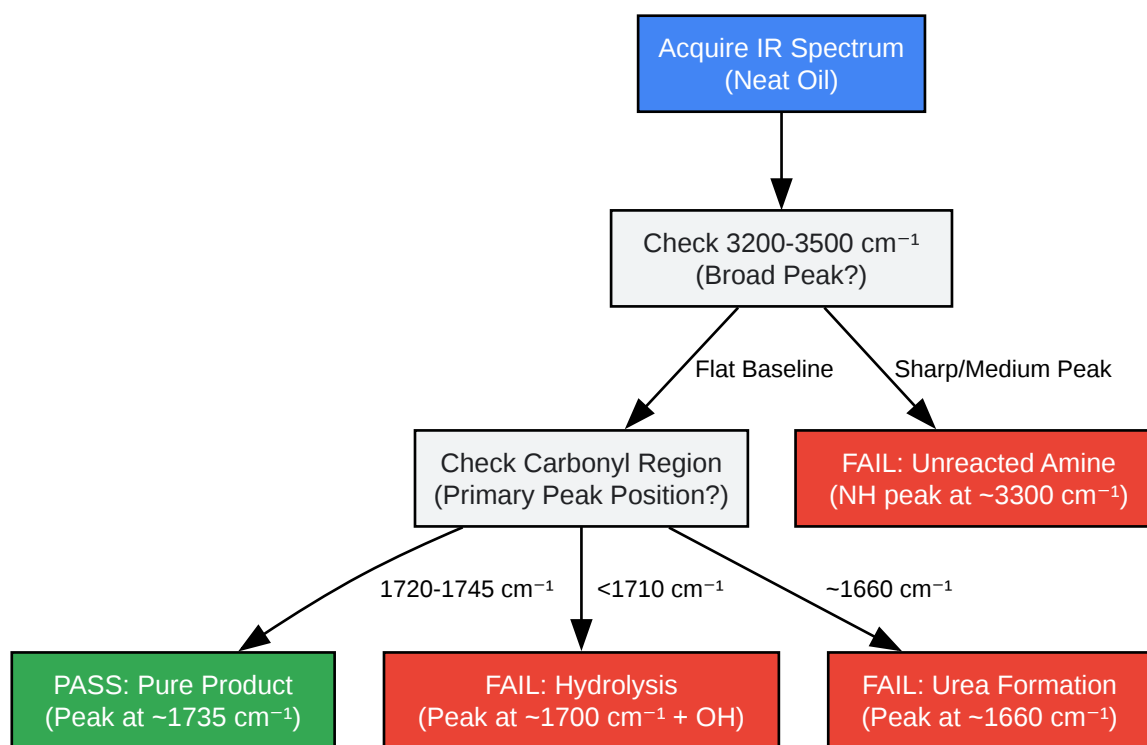 Acquire IR Spectrum
(Neat Oil)
Check 3200-3500 cm⁻¹
(Broad Peak?)
Flat Baseline
Sharp/Medium Peak
Check Carbonyl Region
(Primary Peak Position?)
FAIL: Unreacted Amine
(NH peak at ~3300 cm⁻¹)
1720-1745 cm⁻¹
<1710 cm⁻¹
~1660 cm⁻¹
PASS: Pure Product
(Peak at ~1735 cm⁻¹)
FAIL: Hydrolysis
(Peak at ~1700 cm⁻¹ + OH)
FAIL: Urea Formation
(Peak at ~1660 cm⁻¹)